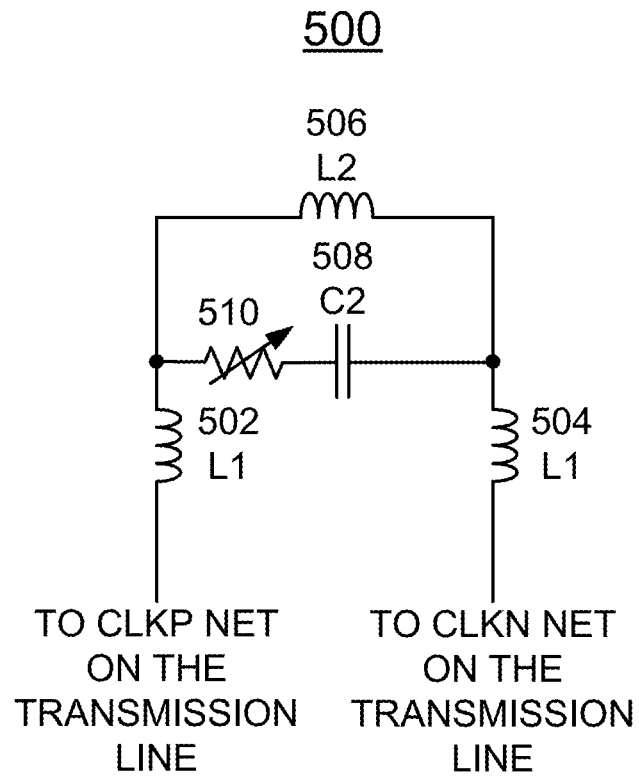 500
506
L2
508
C2
510
502
L1
504
L1
TO CLKP NET
ON THE
TRANSMISSION
LINE
TO CLKN NET
ON THE
TRANSMISSION
LINE